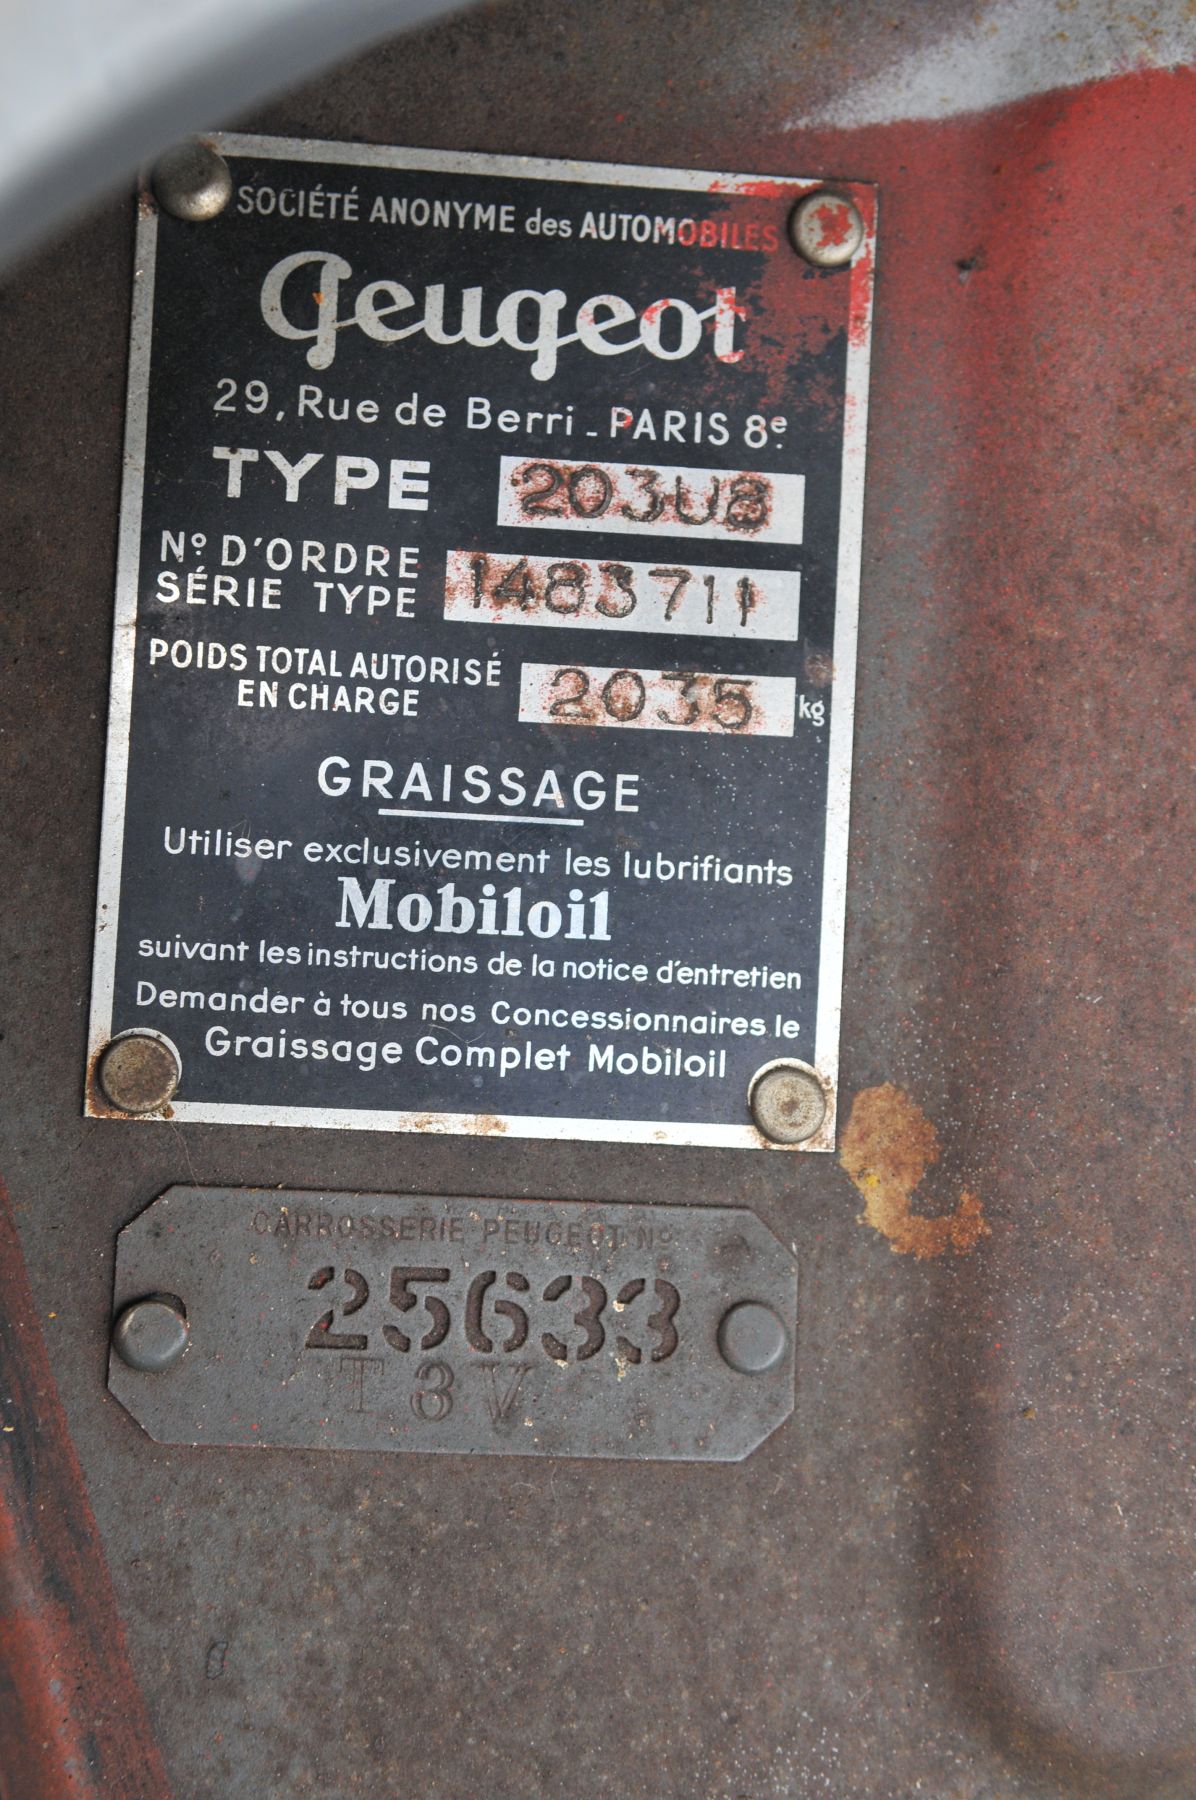 SOCIÉTÉ ANONYME des AUTOMOBILES
Peugeot
29, Rue de Berri - PARIS 8e.
TYPE 203U8
No D'ORDRE
SÉRIE TYPE 1483711
POIDS TOTAL AUTORISÉ
EN CHARGE 2035 kg
GRAISSAGE
Utiliser exclusivement les lubrifiants
Mobiloil
suivant les instructions de la notice d'entretien
Demander à tous nos Concessionnaires le
Graissage Complet Mobiloil
CARROSSERIE PEUGEOT No
25633
T 3 V